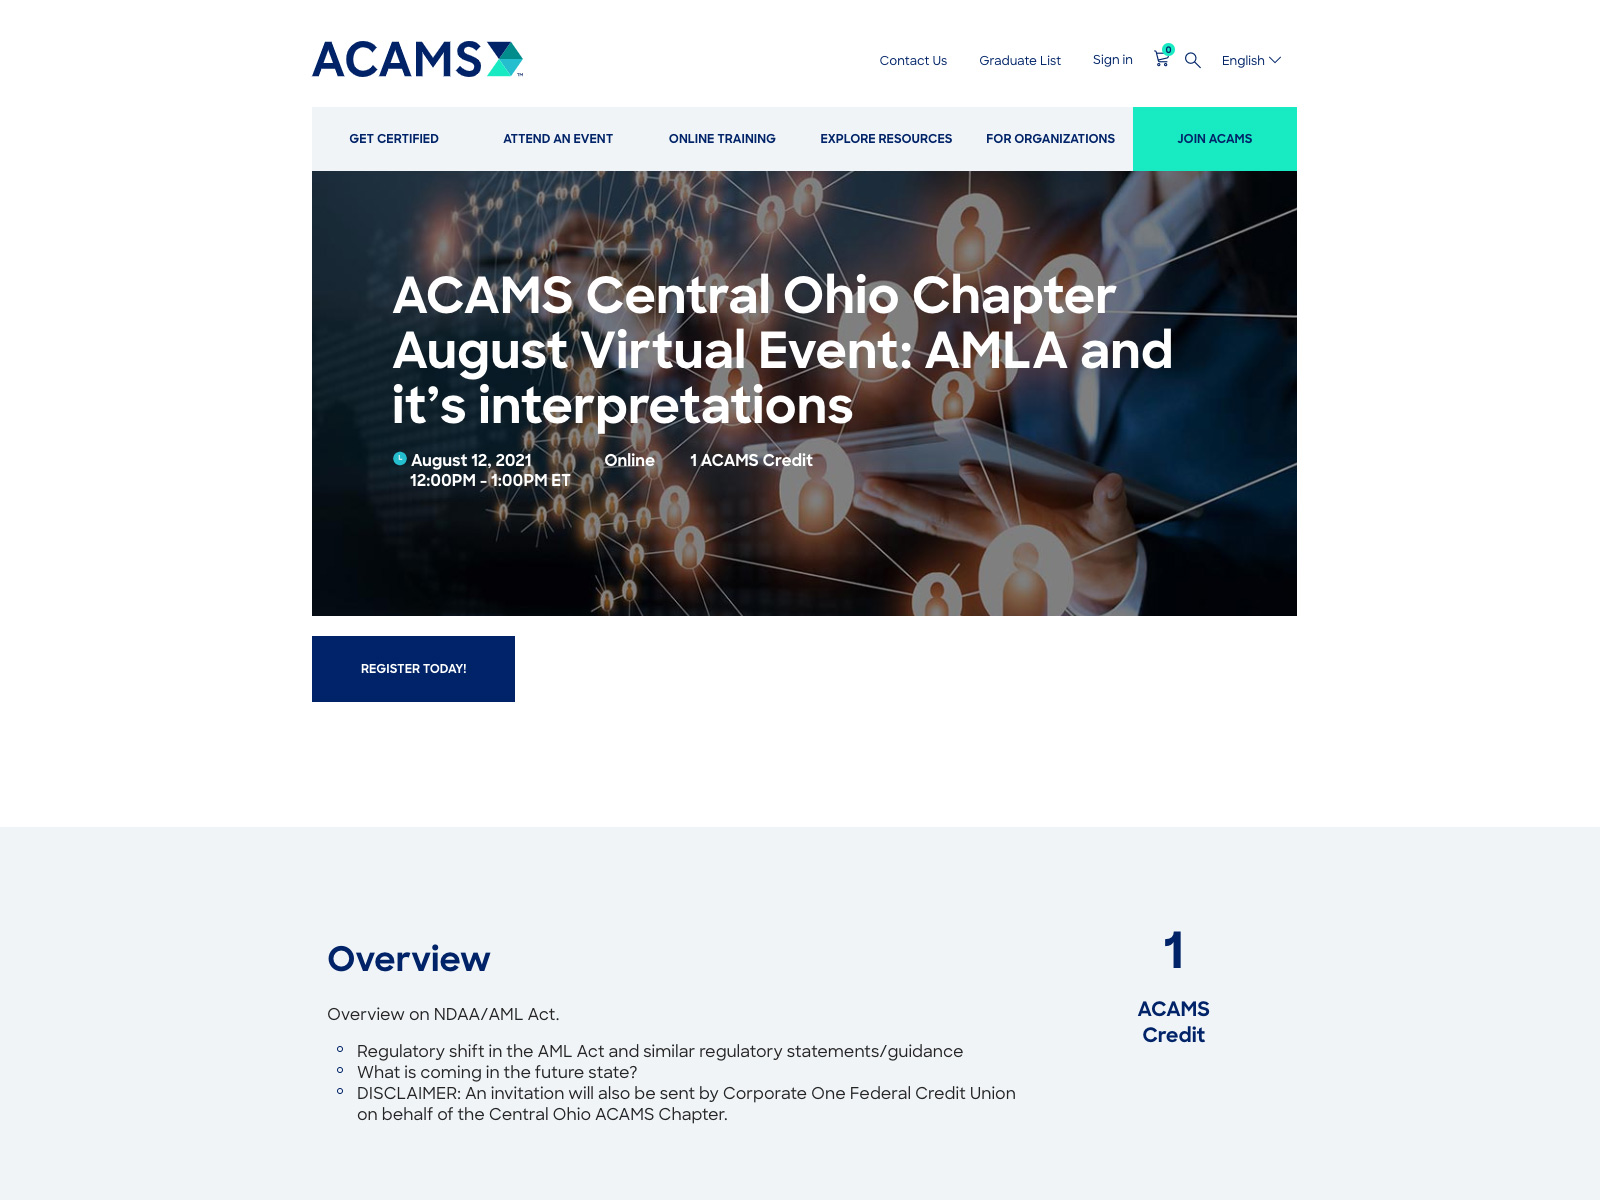 ACAMS
Contact Us
Graduate List
Sign in
0
English
GET CERTIFIED
ATTEND AN EVENT
ONLINE TRAINING
EXPLORE RESOURCES
FOR ORGANIZATIONS
JOIN ACAMS
ACAMS Central Ohio Chapter
August Virtual Event: AMLA and
it’s interpretations
August 12, 2021
12:00PM - 1:00PM ET
Online
1 ACAMS Credit
REGISTER TODAY!
Overview
Overview on NDAA/AML Act.
Regulatory shift in the AML Act and similar regulatory statements/guidance
What is coming in the future state?
DISCLAIMER: An invitation will also be sent by Corporate One Federal Credit Union
on behalf of the Central Ohio ACAMS Chapter.
1
ACAMS
Credit